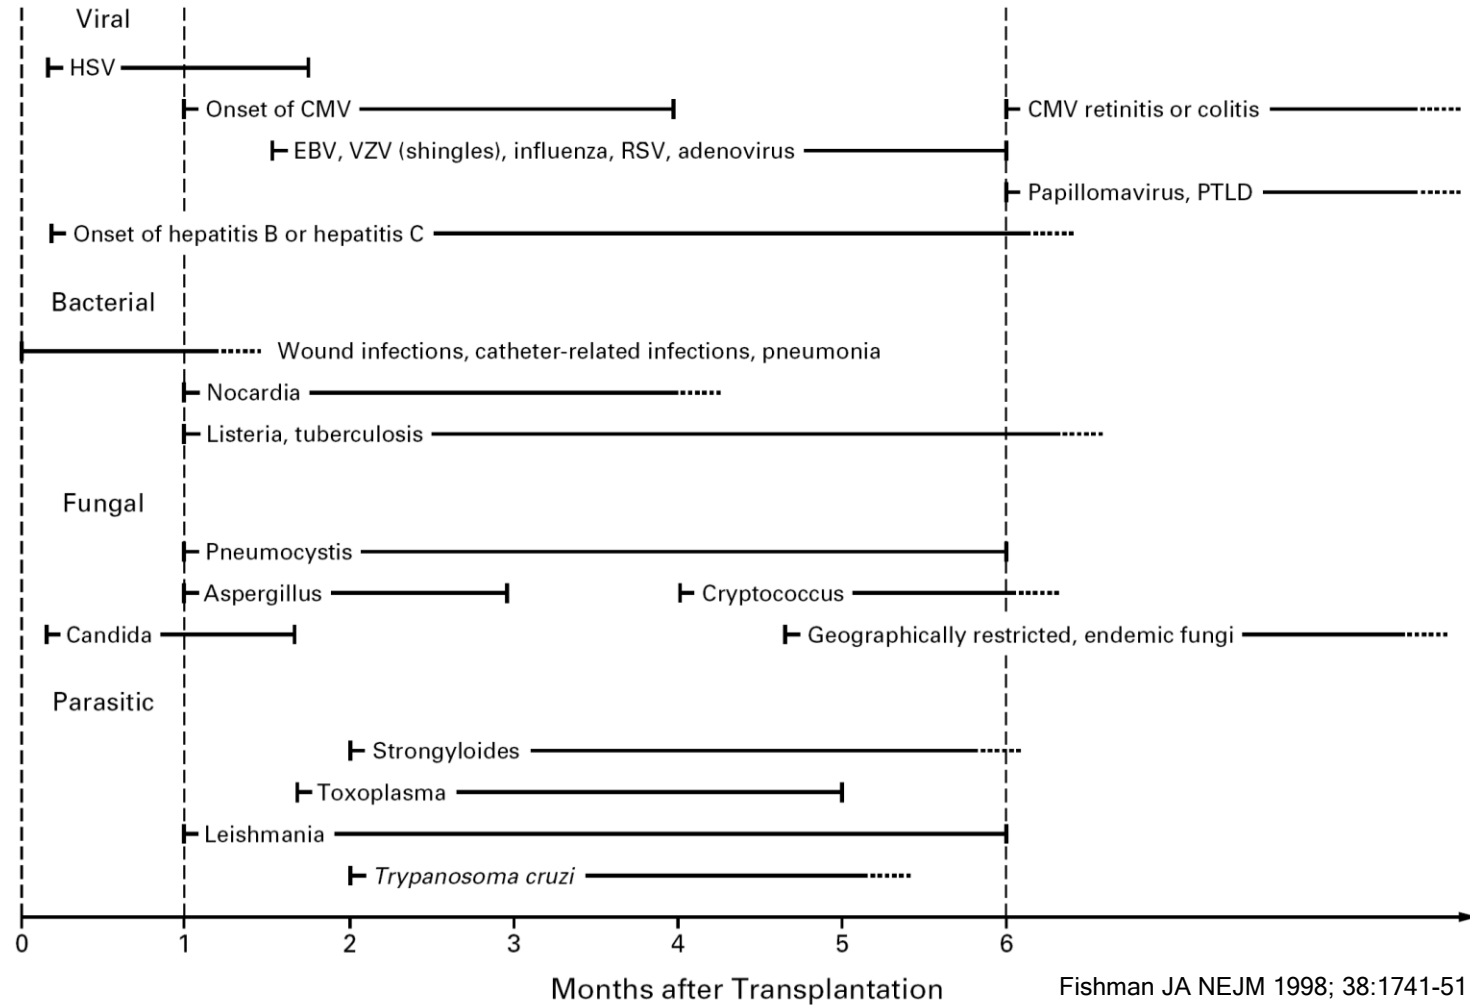 Viral
HSV
Onset of CMV
CMV retinitis or colitis
EBV, VZV (shingles), influenza, RSV, adenovirus
Papillomavirus, PTLD
Onset of hepatitis B or hepatitis C
Bacterial
Wound infections, catheter-related infections, pneumonia
Nocardia
Listeria, tuberculosis
Fungal
Pneumocystis
Aspergillus
Cryptococcus
Candida
Geographically restricted, endemic fungi
Parasitic
Strongyloides
Toxoplasma
Leishmania
Trypanosoma cruzi
0 1 2 3 4 5 6
Months after Transplantation
Fishman JA NEJM 1998; 38:1741-51